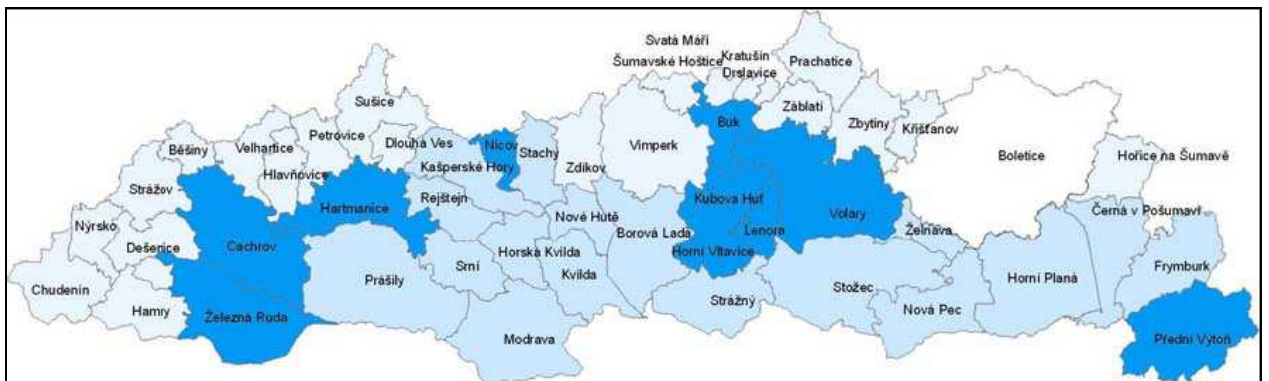 Svatá Máří
Šumavské Hoštice
Kratušín
Drslavice
Prachatice
Sušice
Záblatí
Buk
Zbytiny
Křišťanov
Petrovice
Dlouhá Ves
Nicov
Stachy
Vimperk
Boletice
Hořice na Šumavě
Běšiny
Velhartice
Hlavňovice
Kašperské Hory
Zdíkov
Strážov
Hartmanice
Rejštejn
Kubova Huť
Volary
Nýrsko
Dešenice
Čachrov
Nové Hutě
Borová Lada
Lenora
Želnava
Černá v Pošumaví
Horská Kvilda
Horní Vltavice
Chudenín
Hamry
Železná Ruda
Prášily
Srní
Kvilda
Strážný
Stožec
Nová Pec
Horní Planá
Frymburk
Modrava
Přední Výtoň